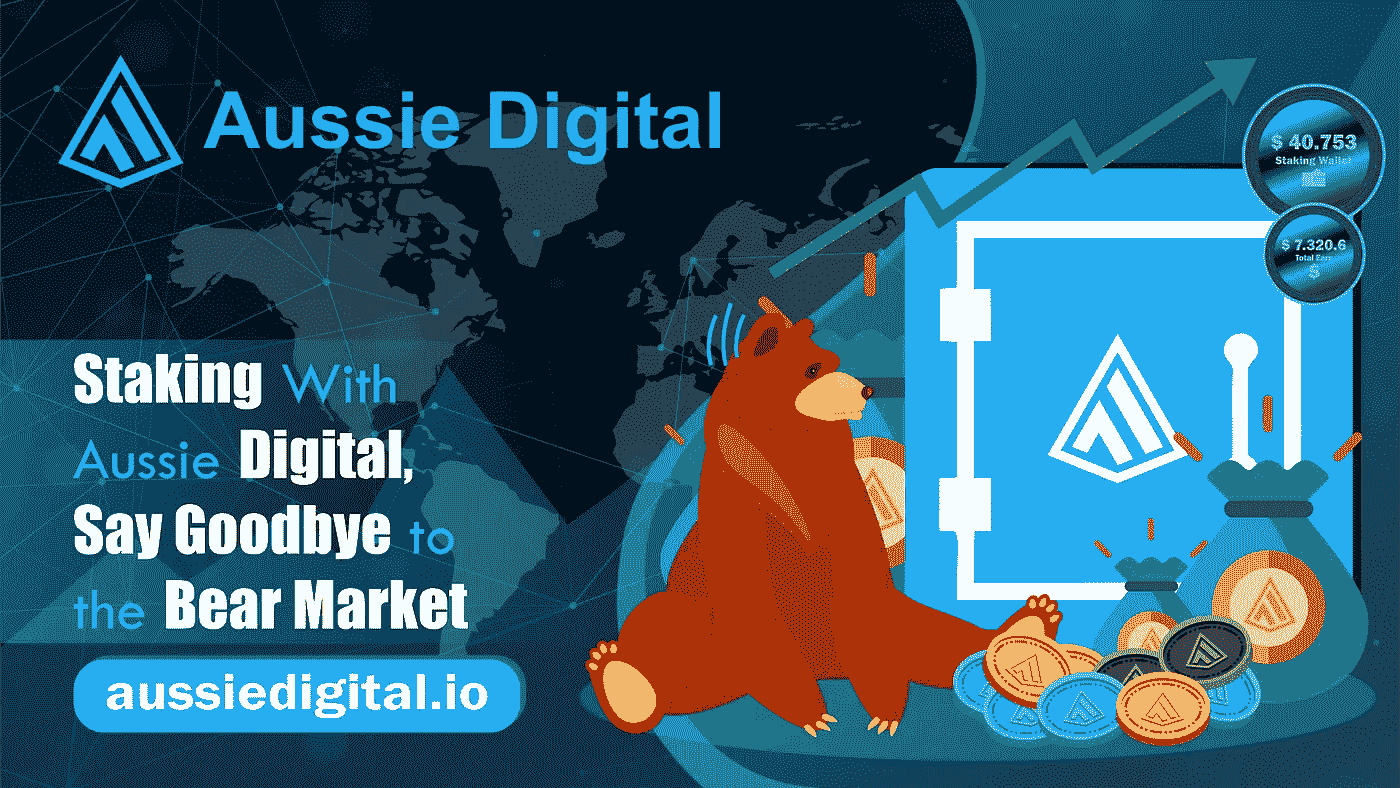 Aussie Digital
Staking With
Aussie Digital,
Say Goodbye to
the Bear Market
aussiedigital.io
$ 40.753
Staking Wallet
$ 7.320.6
Total Earn
$